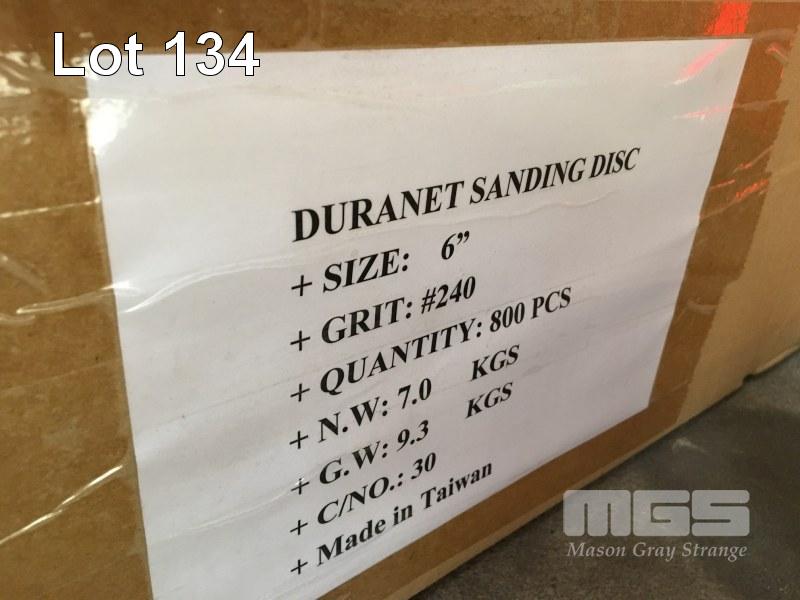 Lot 134
DURANET SANDING DISC
+ SIZE: 6”
+ GRIT: #240
+ QUANTITY: 800 PCS
+ N.W: 7.0 KGS
+ G.W: 9.3 KGS
+ C/NO.: 30
+ Made in Taiwan
MGS
Mason Gray Strange